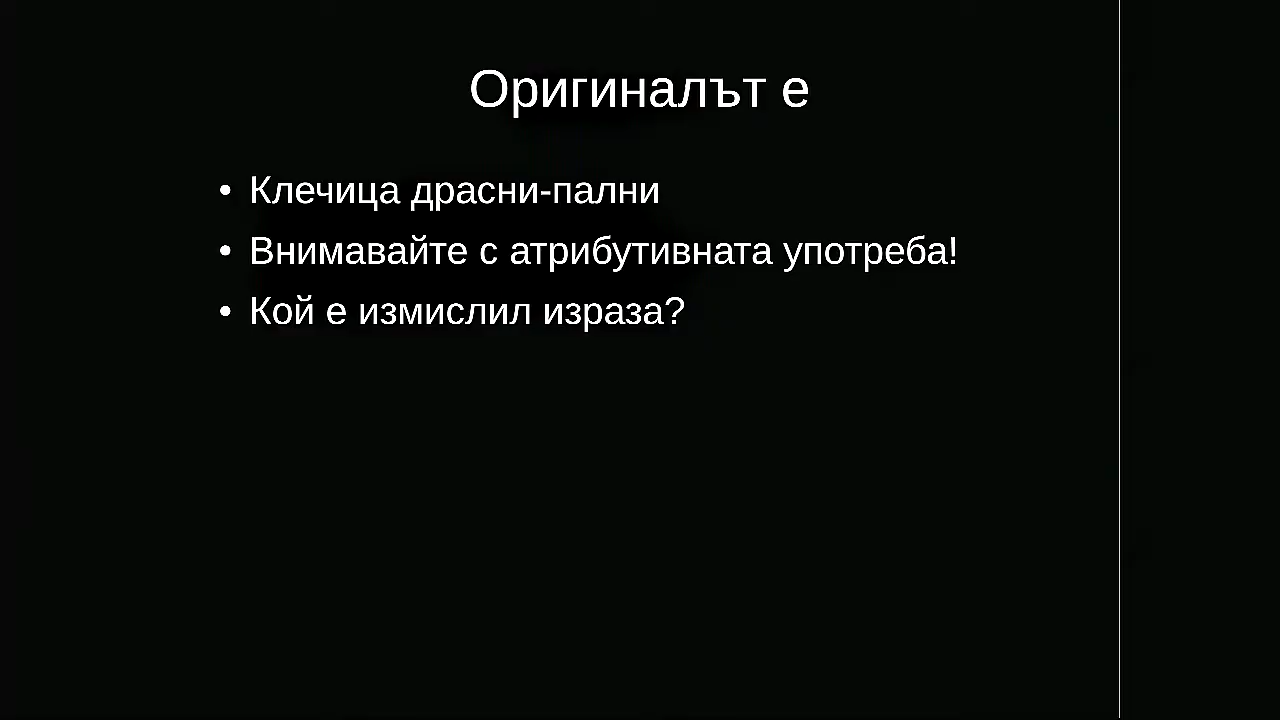 Оригиналът е
• Клечица драсни-пални
• Внимавайте с атрибутивната употреба!
• Кой е измислил израза?